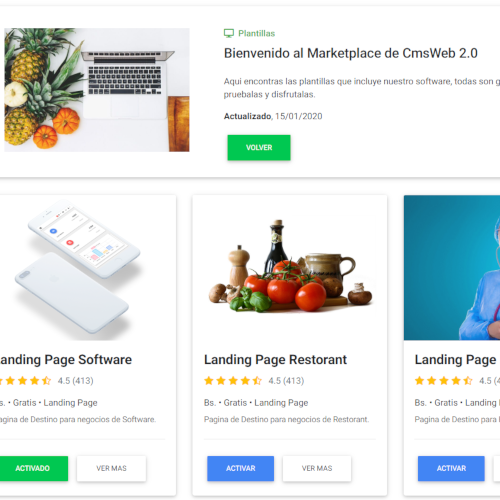 Plantillas
Bienvenido al Marketplace de CmsWeb 2.0
Aqui encontras las plantillas que incluye nuestro software, todas son
pruebalas y disfrutalas.
Actualizado, 15/01/2020
VOLVER
anding Page Software
4.5 (413)
s. • Gratis • Landing Page
agina de Destino para negocios de Software.
ACTIVADO
VER MAS
Landing Page Restorant
4.5 (413)
Bs. • Gratis • Landing Page
Pagina de Destino para negocios de Restorant.
ACTIVAR
VER MAS
Landing Page
4.5 (4
Bs. • Gratis • Landing
Pagina de Destino para
ACTIVAR